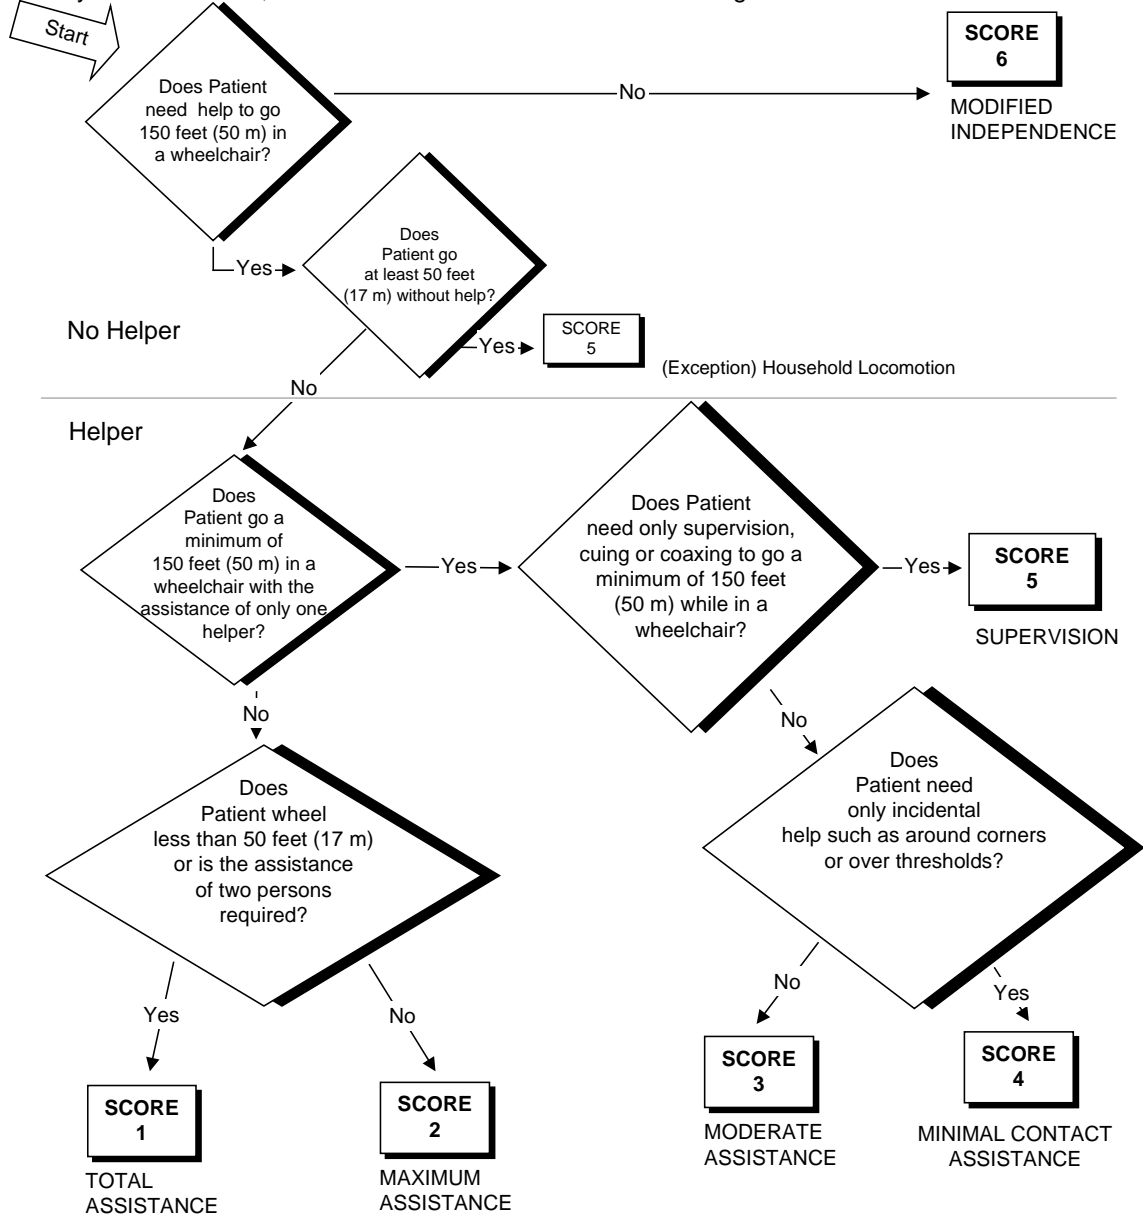 Start
Does Patient
need help to go
150 feet (50 m) in
a wheelchair?
No
SCORE
6
MODIFIED
INDEPENDENCE
Yes
Does
Patient go
at least 50 feet
(17 m) without help?
No Helper
Yes
SCORE
5
(Exception) Household Locomotion
No
Helper
Does
Patient go a
minimum of
150 feet (50 m) in a
wheelchair with the
assistance of only one
helper?
Yes
Does Patient
need only supervision,
cuing or coaxing to go a
minimum of 150 feet
(50 m) while in a
wheelchair?
Yes
SCORE
5
SUPERVISION
No
No
Does
Patient wheel
less than 50 feet (17 m)
or is the assistance
of two persons
required?
Does
Patient need
only incidental
help such as around corners
or over thresholds?
Yes
No
No
Yes
SCORE
1
TOTAL
ASSISTANCE
SCORE
2
MAXIMUM
ASSISTANCE
SCORE
3
MODERATE
ASSISTANCE
SCORE
4
MINIMAL CONTACT
ASSISTANCE